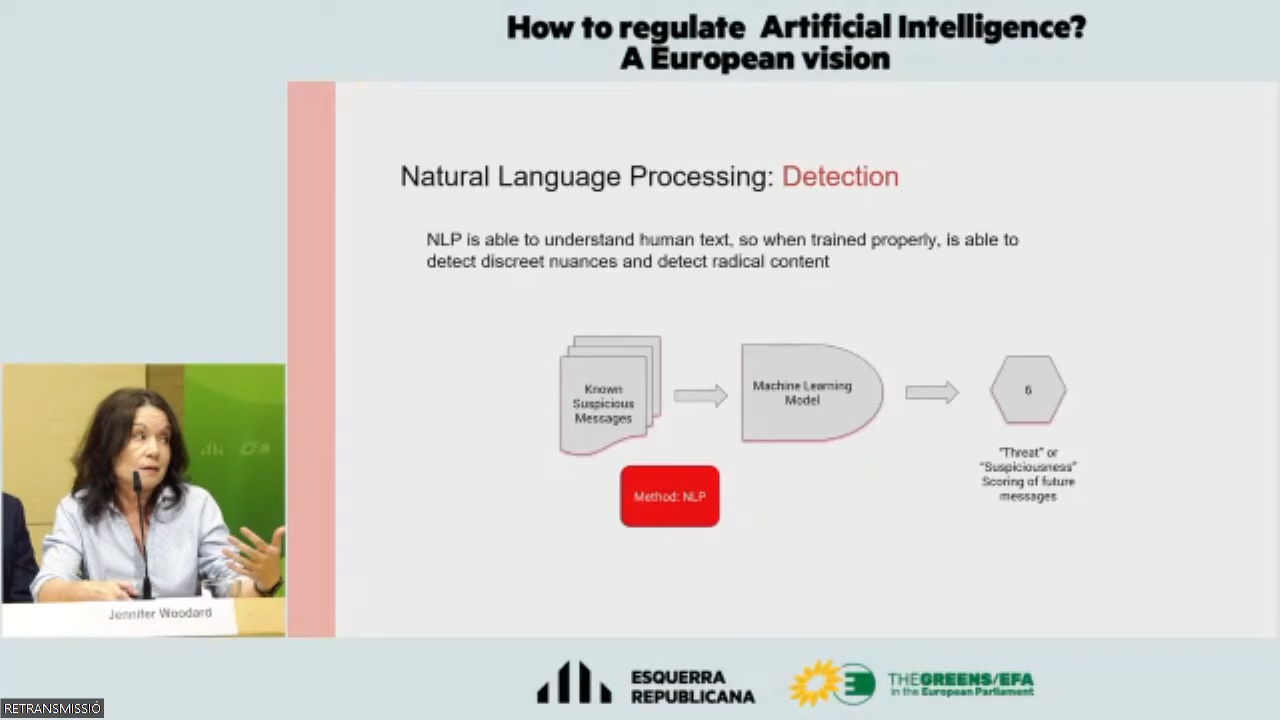 How to regulate Artificial Intelligence?
A European vision
Natural Language Processing: Detection
NLP is able to understand human text, so when trained properly, is able to
detect discreet nuances and detect radical content
Known
Suspicious
Messages
Machine Learning
Model
6
"Threat" or
"Suspiciousness"
Scoring of future
messages
Method: NLP
Jennifer Woodard
ESQUERRA
REPUBLICANA
THE GREENS/EFA
in the European Parliament
RETRANSMISSIÓ